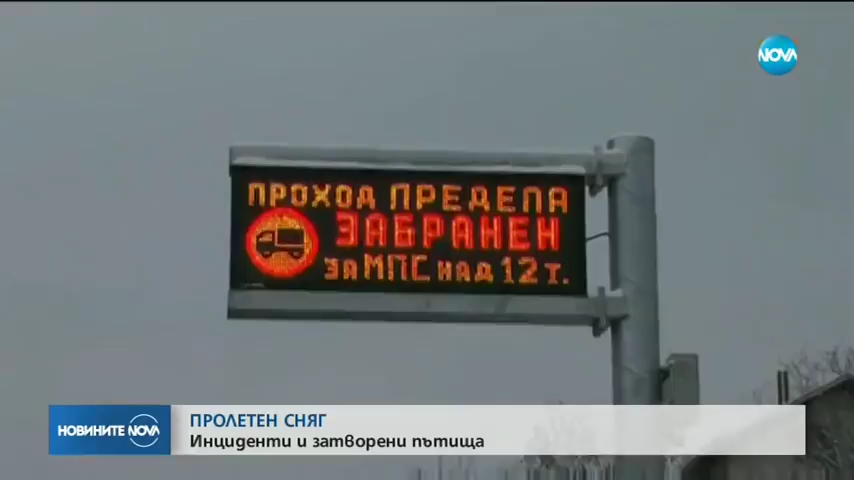 NOVA
ПРОХОД ПРЕДЕЛА
ЗАБРАНЕН
за МПС над 12 т.
НОВИНИТЕ NOVA
ПРОЛЕТЕН СНЯГ
Инциденти и затворени пътища